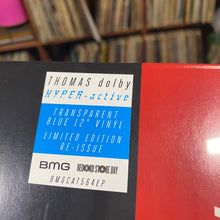 THOMAS dolby
HYPER-active
TRANSPARENT
BLUE 12" VINYL
LIMITED EDITION
RE-ISSUE
BMG RECORD STORE DAY
BMGCAT564EP